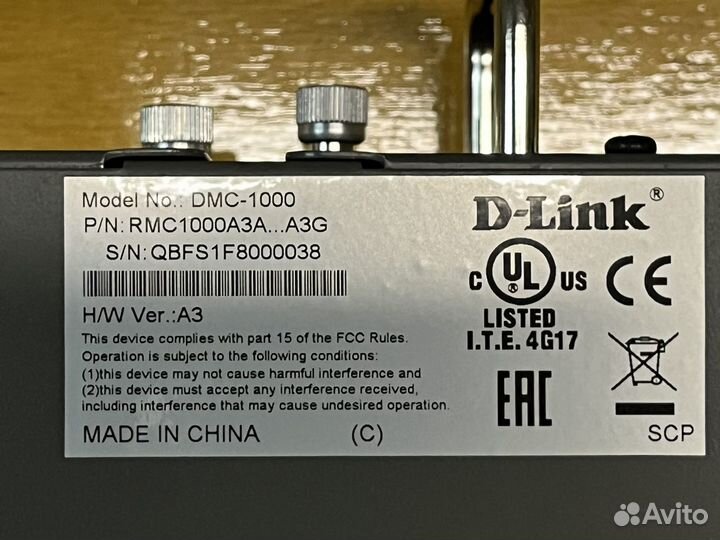 Model No.: DMC-1000
P/N: RMC1000A3A...A3G
S/N: QBFS1F8000038
H/W Ver.:A3
This device complies with part 15 of the FCC Rules.
Operation is subject to the following conditions:
(1)this device may not cause harmful interference and
(2)this device must accept any interference received,
including interference that may cause undesired operation.
MADE IN CHINA (C)
D-Link®
C UL® US CE
LISTED
I.T.E. 4G17
EAC
SCP
Avito